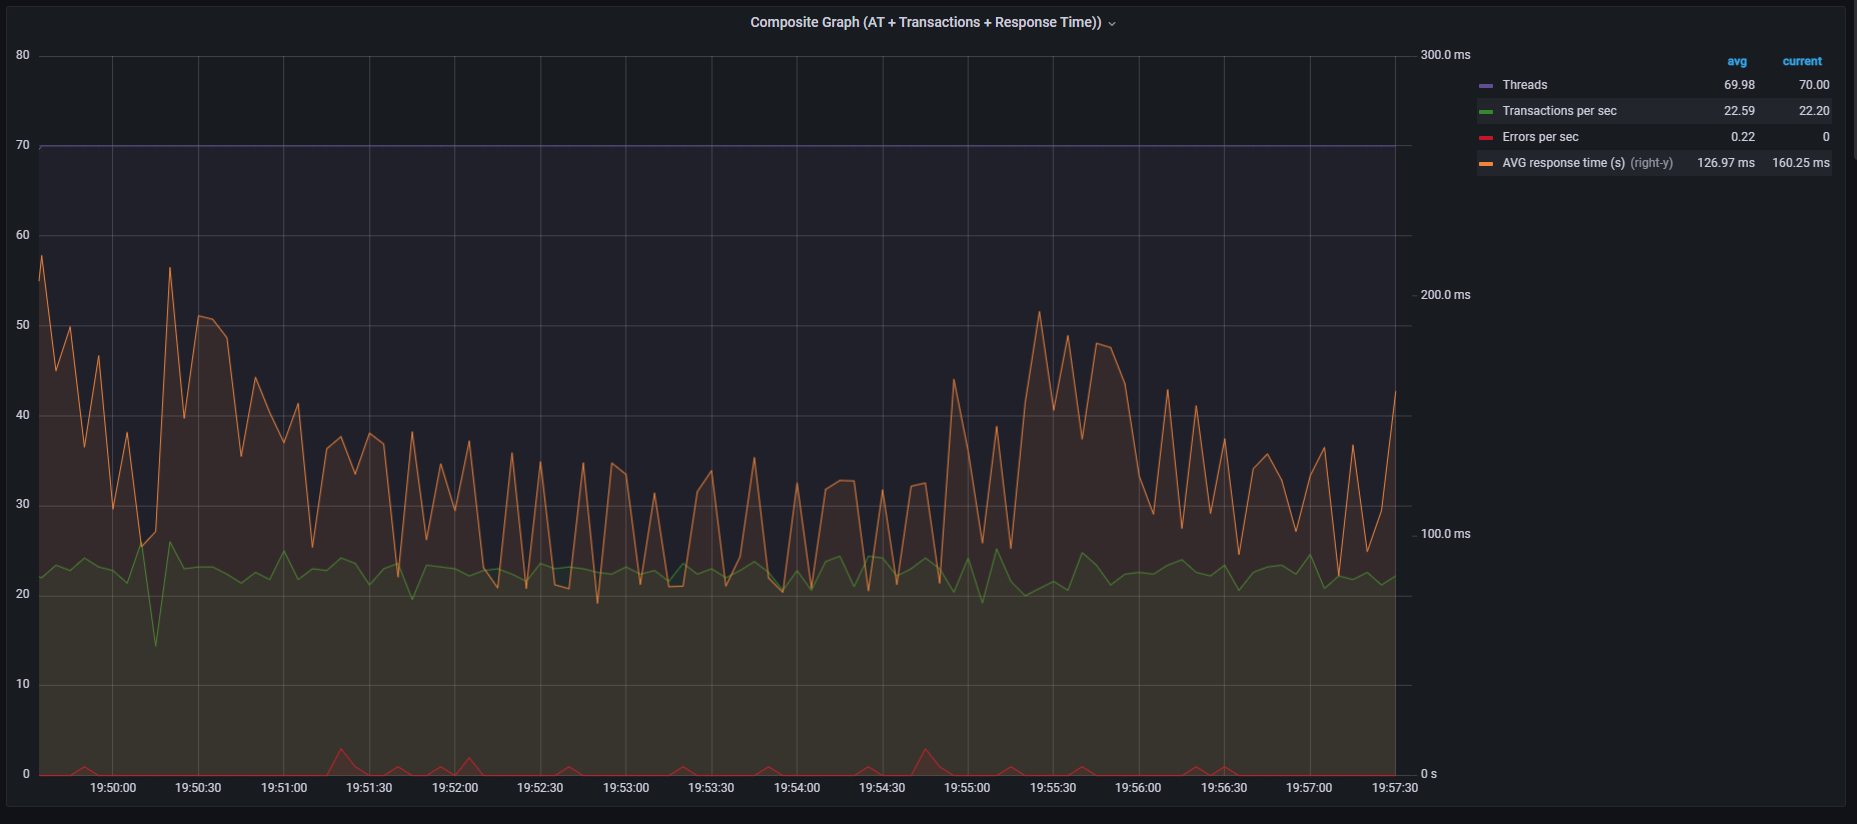 Composite Graph (AT + Transactions + Response Time))
80
70
60
50
40
30
20
10
0
300.0 ms
200.0 ms
100.0 ms
0 s
19:50:00 19:50:30 19:51:00 19:51:30 19:52:00 19:52:30 19:53:00 19:53:30 19:54:00 19:54:30 19:55:00 19:55:30 19:56:00 19:56:30 19:57:00 19:57:30
avg current
Threads 69.98 70.00
Transactions per sec 22.59 22.20
Errors per sec 0.22 0
AVG response time (s) (right-y) 126.97 ms 160.25 ms